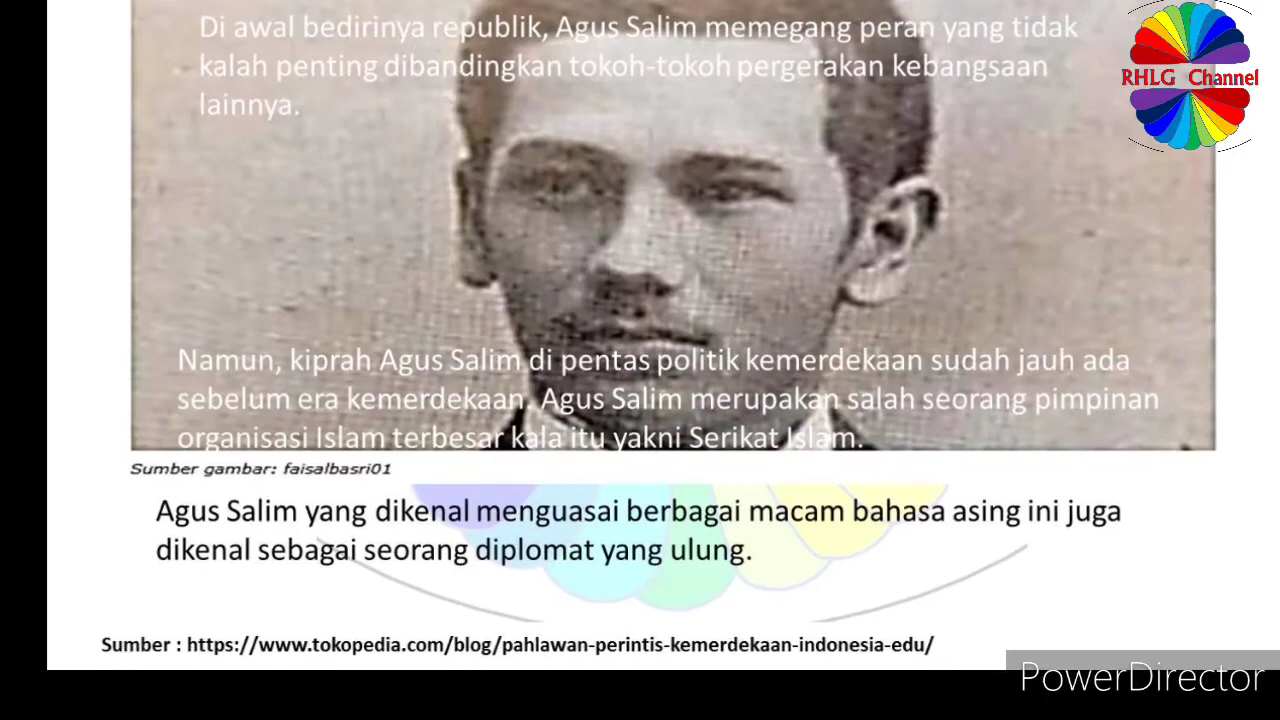 Di awal bedirinya republik, Agus Salim memegang peran yang tidak
kalah penting dibandingkan tokoh-tokoh pergerakan kebangsaan
lainnya.
RHLG Channel
Namun, kiprah Agus Salim di pentas politik kemerdekaan sudah jauh ada
sebelum era kemerdekaan. Agus Salim merupakan salah seorang pimpinan
organisasi Islam terbesar kala itu yakni Serikat Islam.
Sumber gambar: faisalbasri01
Agus Salim yang dikenal menguasai berbagai macam bahasa asing ini juga
dikenal sebagai seorang diplomat yang ulung.
Sumber : https://www.tokopedia.com/blog/pahlawan-perintis-kemerdekaan-indonesia-edu/
PowerDirector